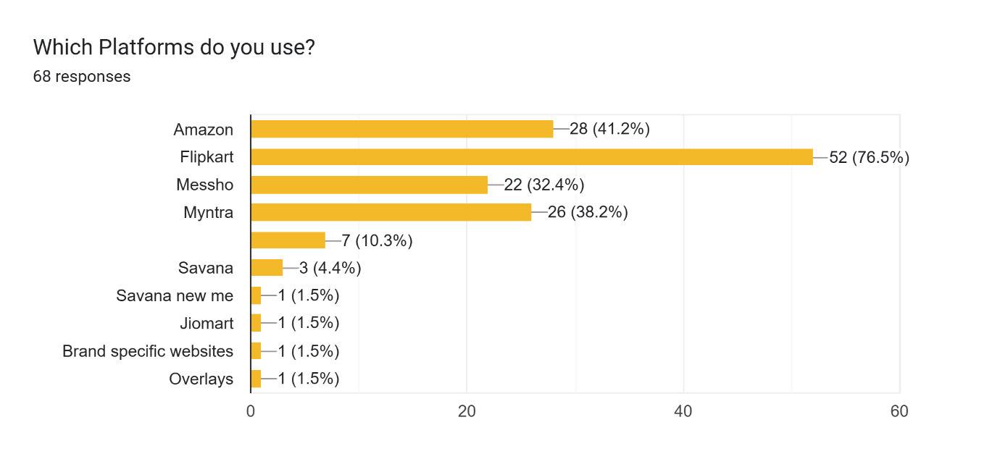 Which Platforms do you use?
68 responses
Amazon 28 (41.2%)
Flipkart 52 (76.5%)
Messho 22 (32.4%)
Myntra 26 (38.2%)
7 (10.3%)
Savana 3 (4.4%)
Savana new me 1 (1.5%)
Jiomart 1 (1.5%)
Brand specific websites 1 (1.5%)
Overlays 1 (1.5%)
0 20 40 60